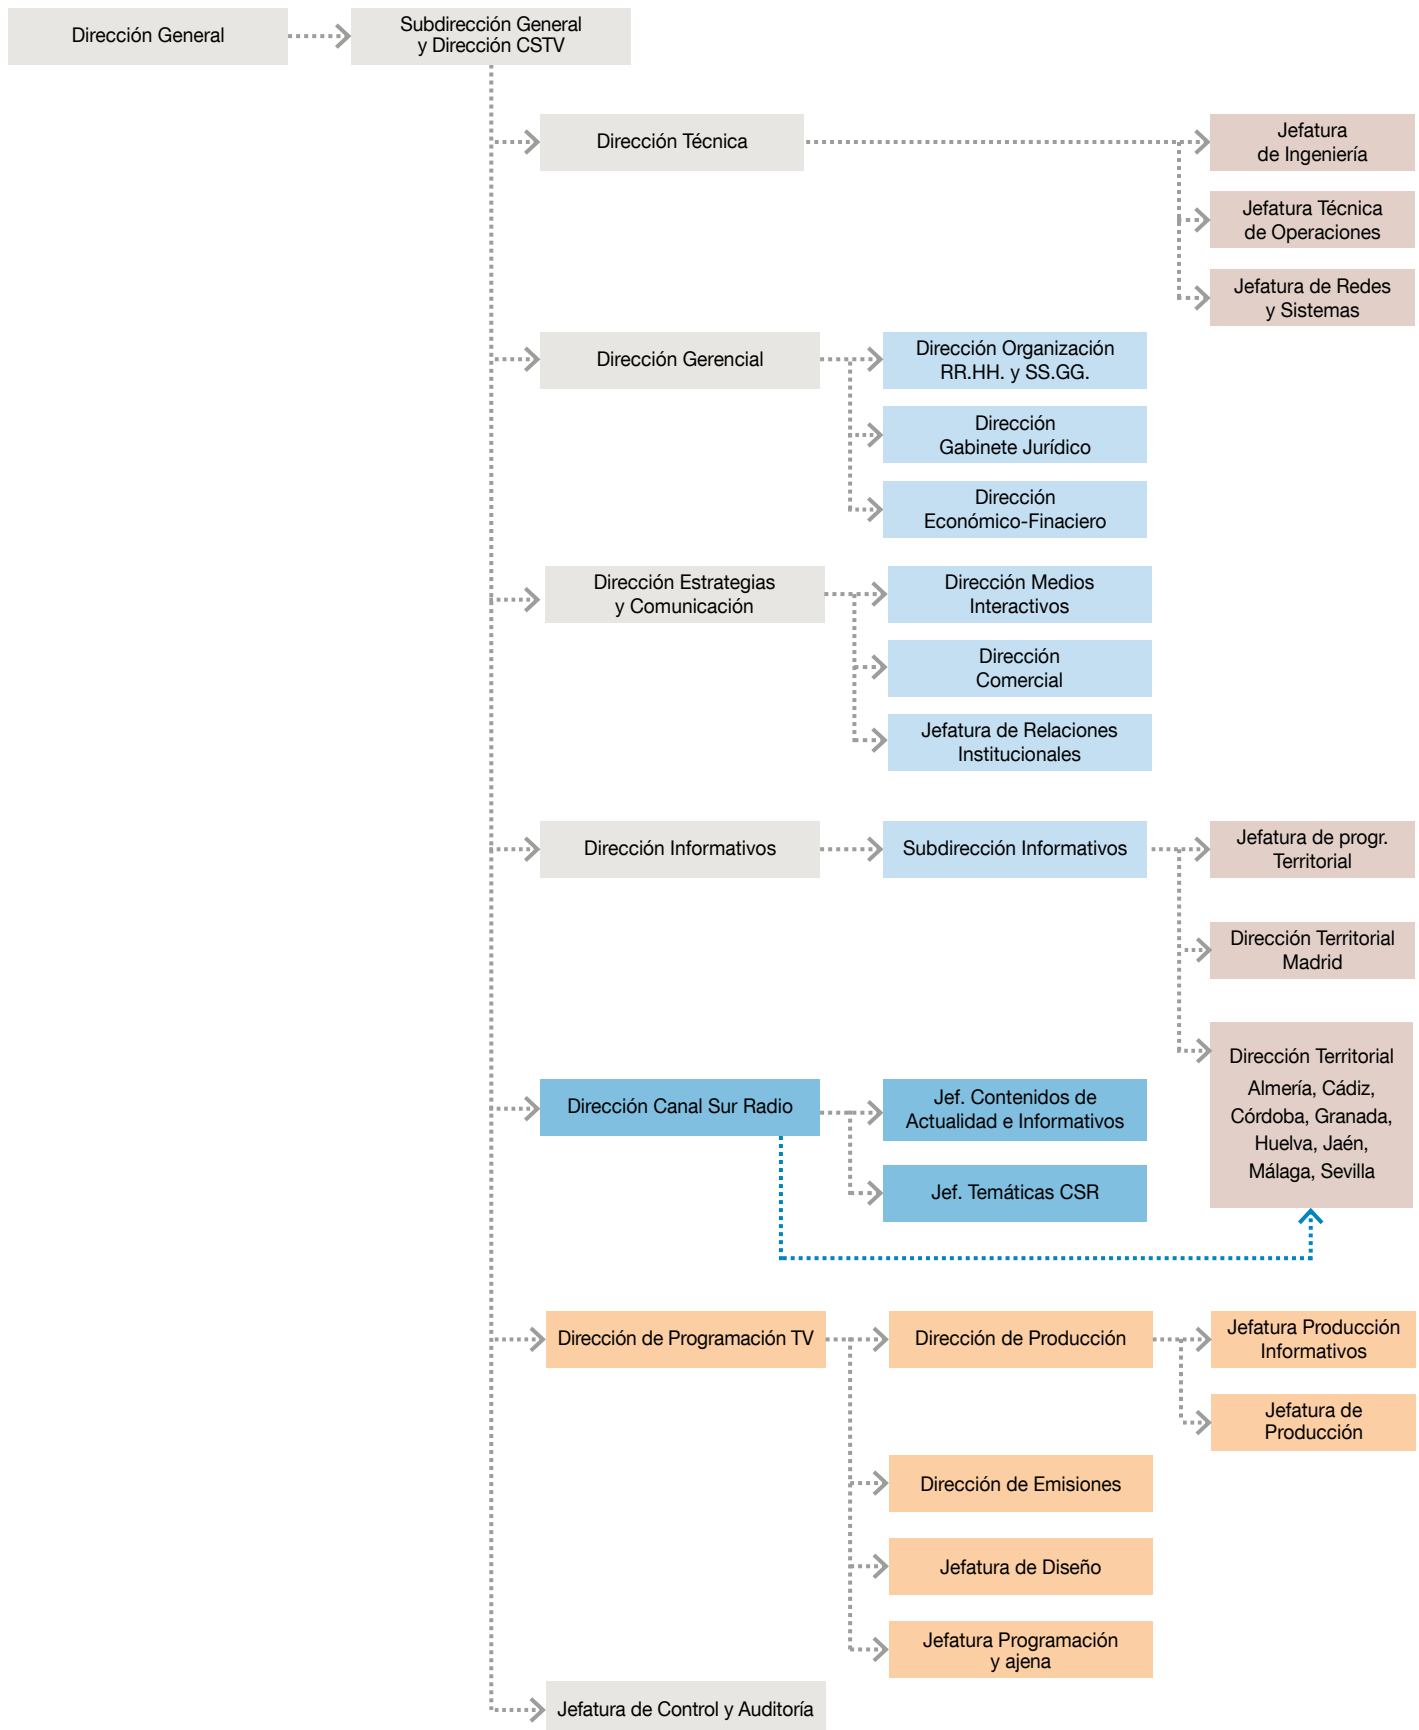 Dirección General
Subdirección General
y Dirección CSTV
Dirección Técnica
Jefatura
de Ingeniería
Jefatura Técnica
de Operaciones
Jefatura de Redes
y Sistemas
Dirección Gerencial
Dirección Organización
RR.HH. y SS.GG.
Dirección
Gabinete Jurídico
Dirección
Económico-Finaciero
Dirección Estrategias
y Comunicación
Dirección Medios
Interactivos
Dirección
Comercial
Jefatura de Relaciones
Institucionales
Dirección Informativos
Subdirección Informativos
Jefatura de progr.
Territorial
Dirección Territorial
Madrid
Dirección Territorial
Almería, Cádiz,
Córdoba, Granada,
Huelva, Jaén,
Málaga, Sevilla
Dirección Canal Sur Radio
Jef. Contenidos de
Actualidad e Informativos
Jef. Temáticas CSR
Dirección de Programación TV
Dirección de Producción
Jefatura Producción
Informativos
Jefatura de
Producción
Dirección de Emisiones
Jefatura de Diseño
Jefatura Programación
y ajena
Jefatura de Control y Auditoría